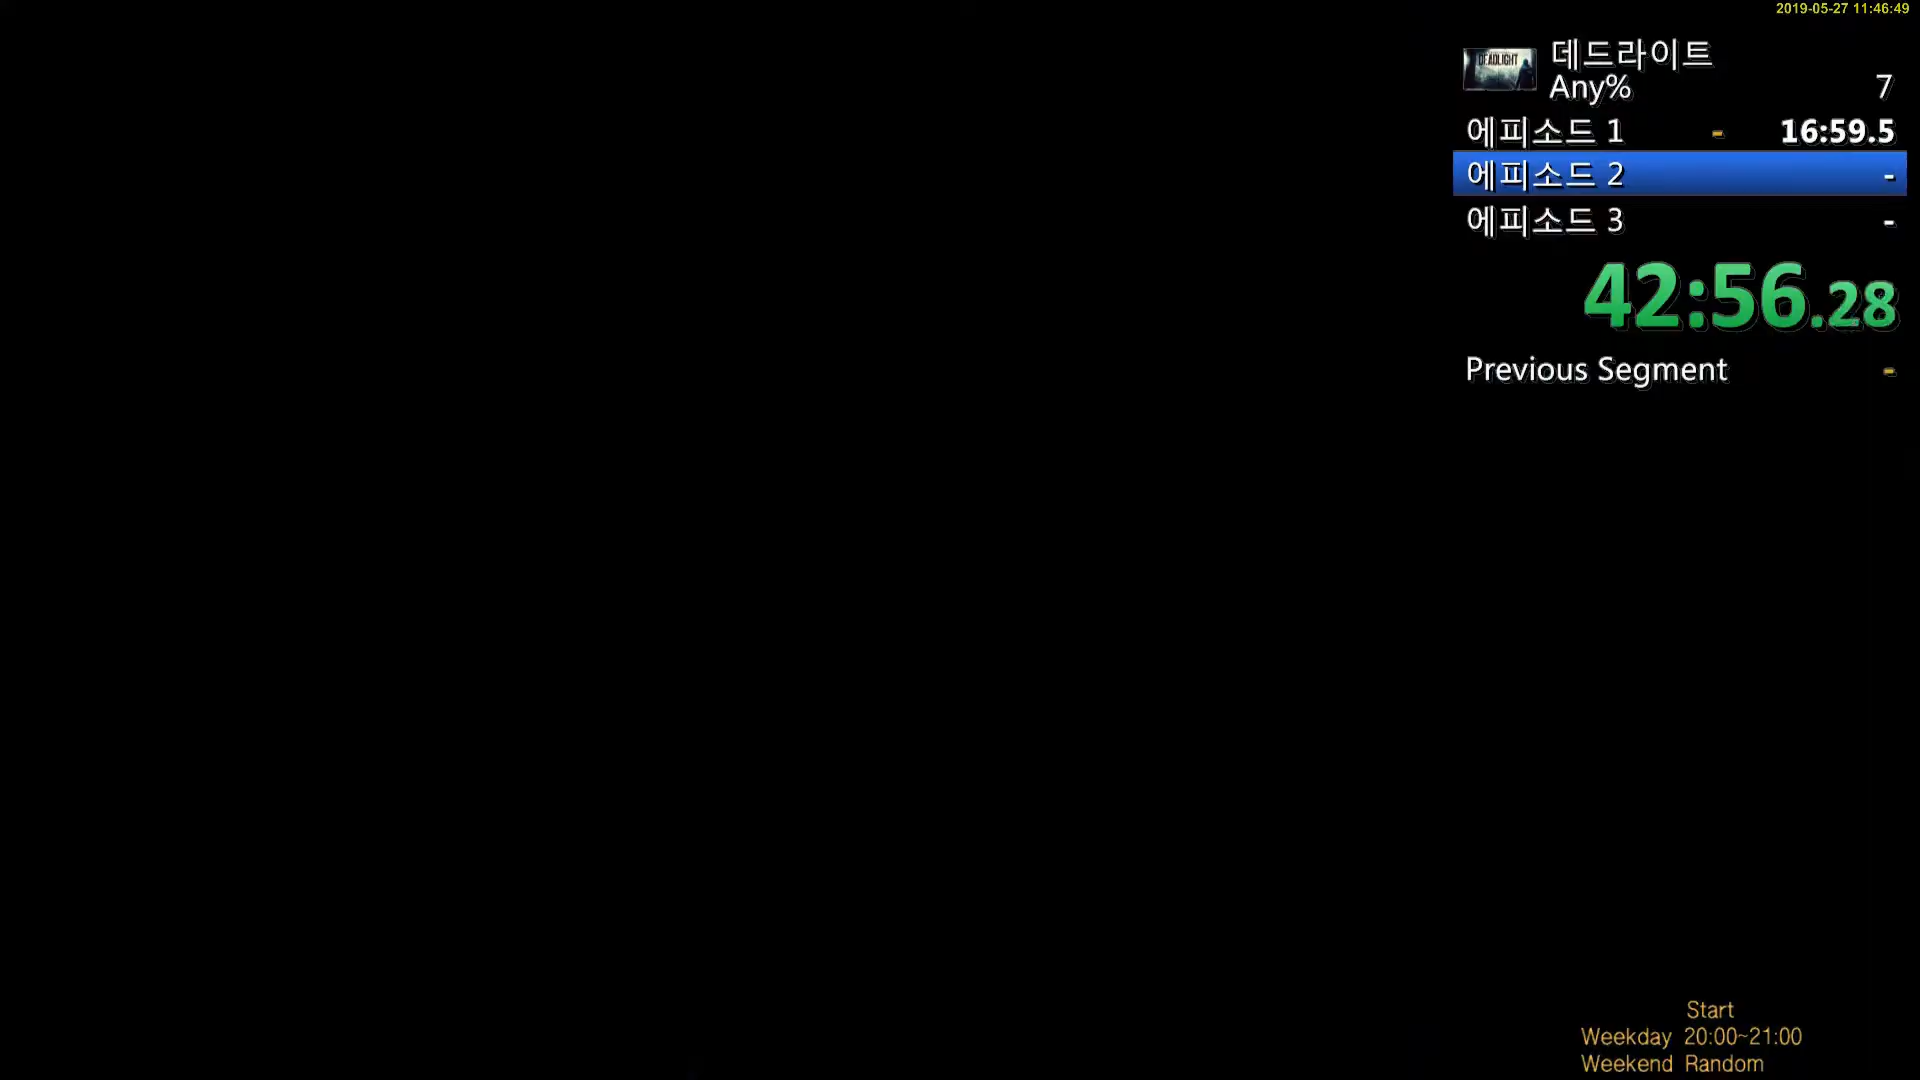 2019-05-27 11:46:49
DEADLIGHT
데드라이트
Any% 7
에피소드 1 - 16:59.5
에피소드 2 -
에피소드 3 -
42:56.28
Previous Segment -
Start
Weekday 20:00~21:00
Weekend Random